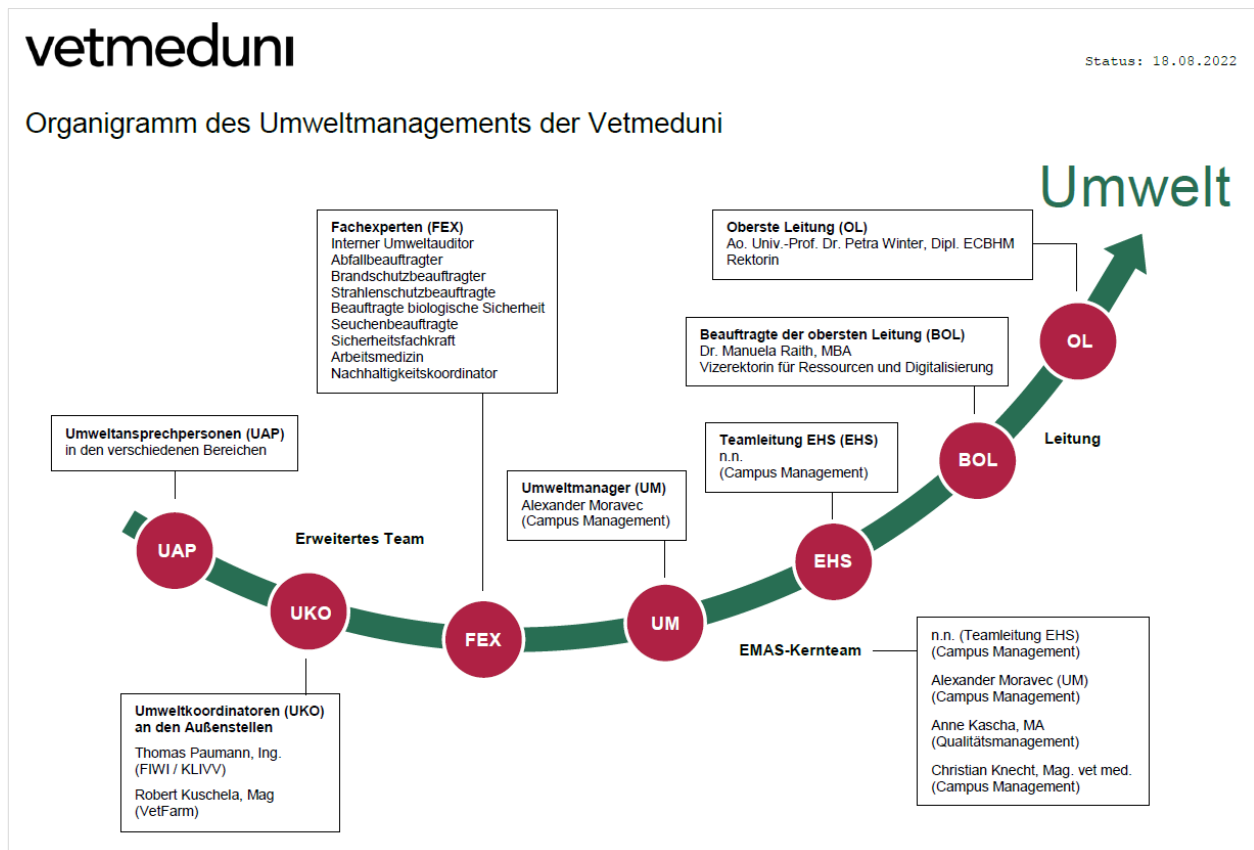 vetmeduni
Status: 18.08.2022
Organigramm des Umweltmanagements der Vetmeduni
Umwelt
Fachexperten (FEX)
Interner Umweltauditor
Abfallbeauftragter
Brandschutzbeauftragter
Strahlenschutzbeauftragte
Beauftragte biologische Sicherheit
Seuchenbeauftragte
Sicherheitsfachkraft
Arbeitsmedizin
Nachhaltigkeitskoordinator
Oberste Leitung (OL)
Ao. Univ.-Prof. Dr. Petra Winter, Dipl. ECBHM
Rektorin
Beauftragte der obersten Leitung (BOL)
Dr. Manuela Raith, MBA
Vizerektorin für Ressourcen und Digitalisierung
OL
Umweltansprechpersonen (UAP)
in den verschiedenen Bereichen
Teamleitung EHS (EHS)
n.n.
(Campus Management)
Leitung
BOL
Umweltmanager (UM)
Alexander Moravec
(Campus Management)
Erweitertes Team
UAP
EHS
UKO
FEX
UM
EMAS-Kernteam
n.n. (Teamleitung EHS)
(Campus Management)
Alexander Moravec (UM)
(Campus Management)
Anne Kascha, MA
(Qualitätsmanagement)
Christian Knecht, Mag. vet med.
(Campus Management)
Umweltkoordinatoren (UKO)
an den Außenstellen
Thomas Paumann, Ing.
(FIWI / KLIVV)
Robert Kuschela, Mag
(VetFarm)